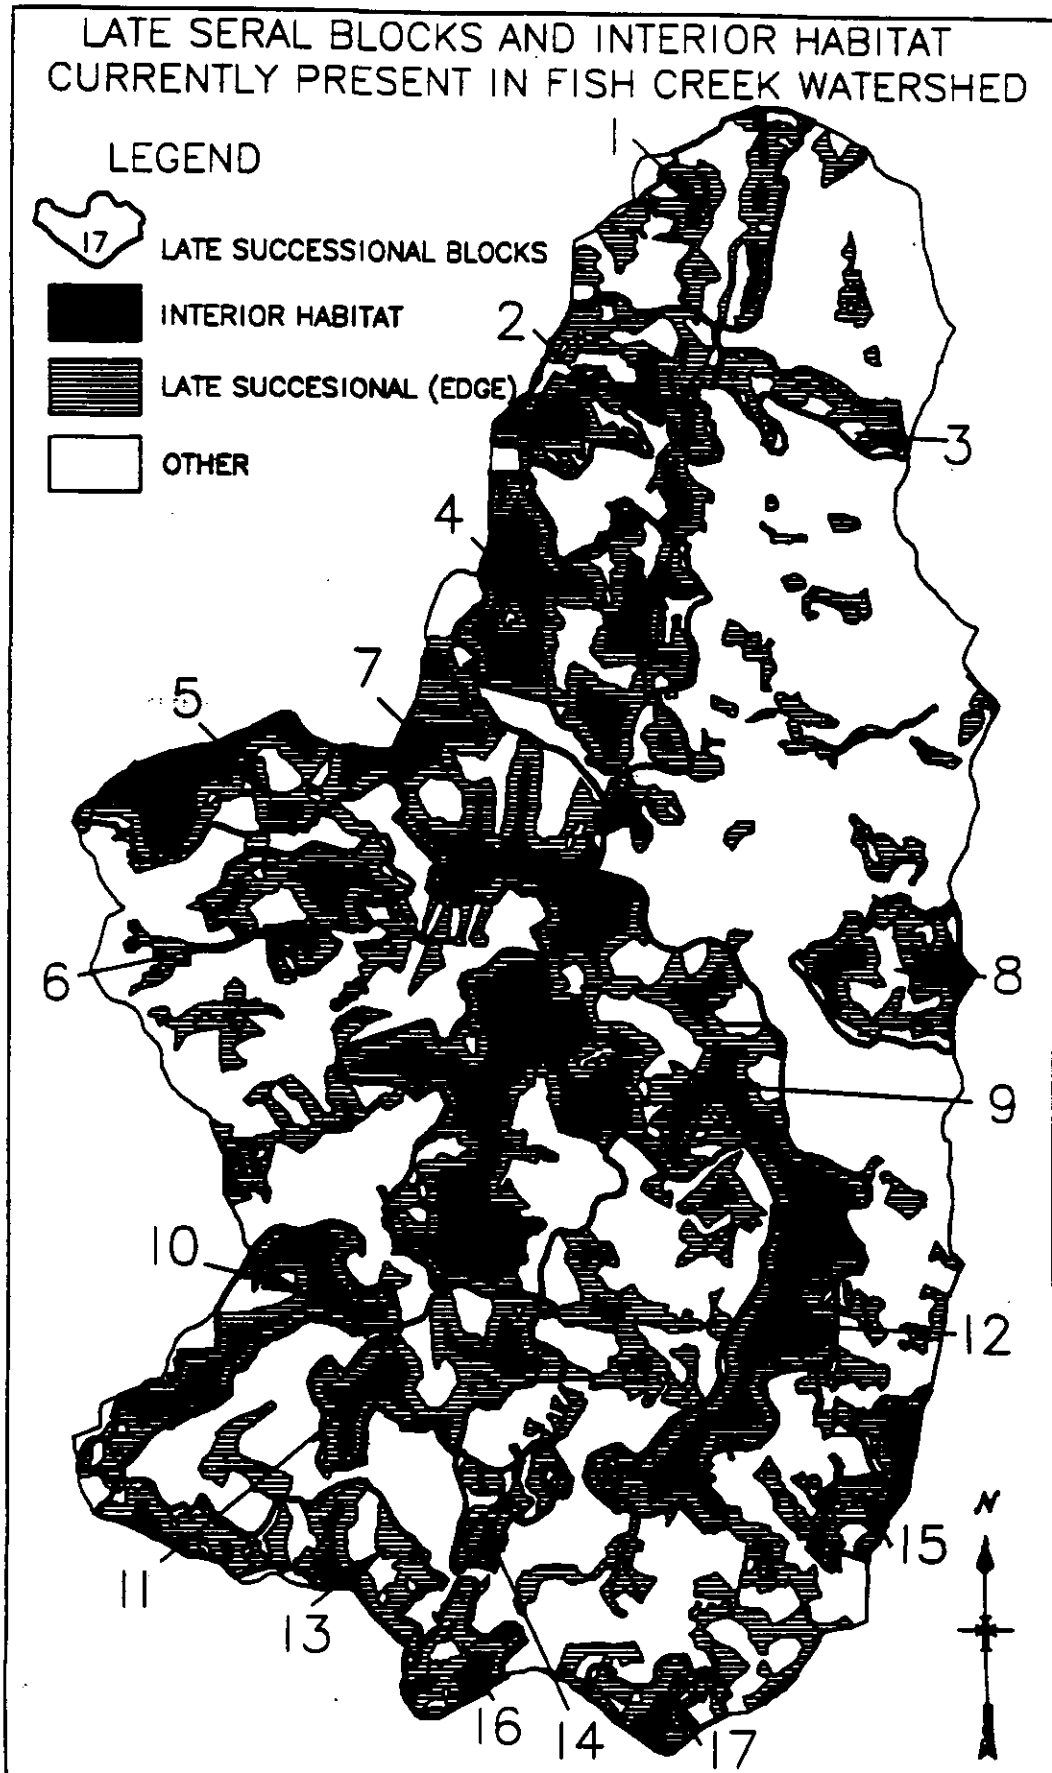 LATE SERAL BLOCKS AND INTERIOR HABITAT
CURRENTLY PRESENT IN FISH CREEK WATERSHED
LEGEND
17
LATE SUCCESSIONAL BLOCKS
INTERIOR HABITAT
LATE SUCCESIONAL (EDGE)
OTHER
1
2
3
4
5
7
6
8
9
10
12
11
13
15
16
14
17
N